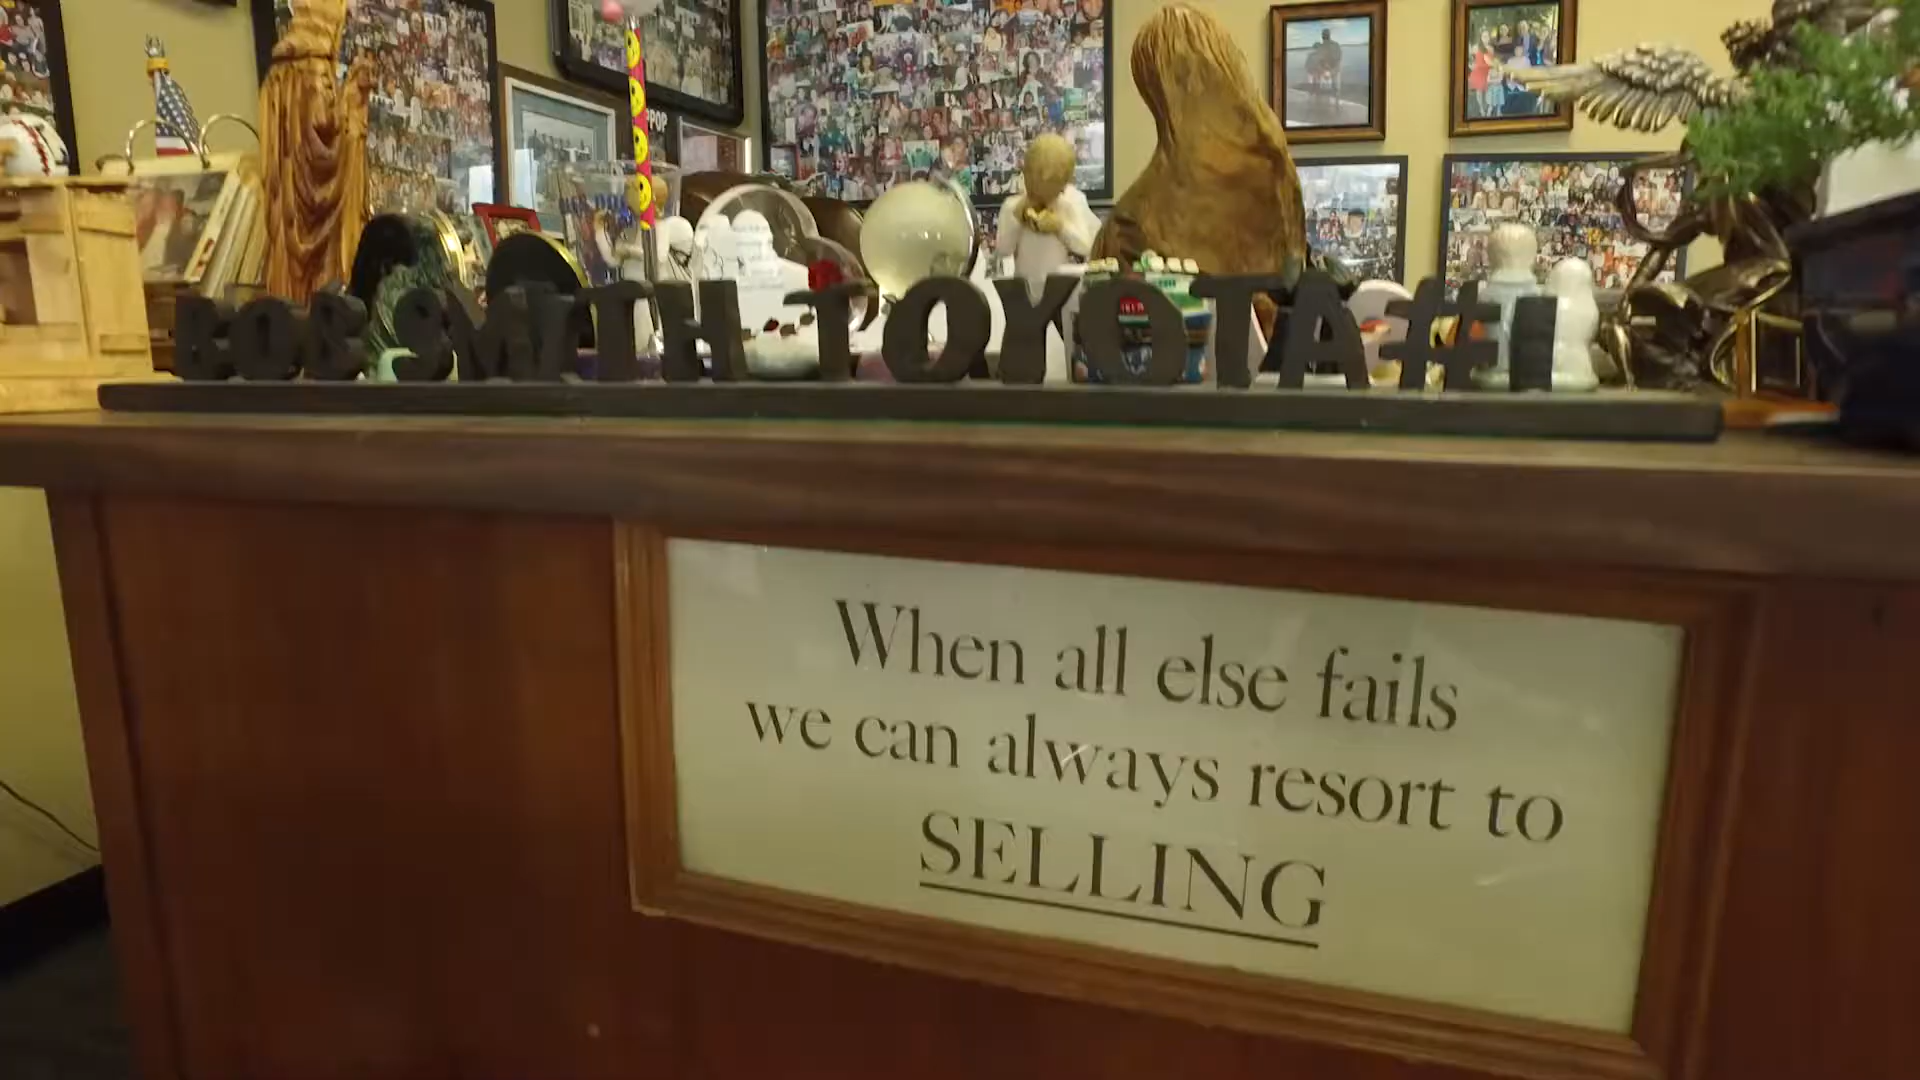 BOB SMITH TOYOTA #1
When all else fails
we can always resort to
SELLING